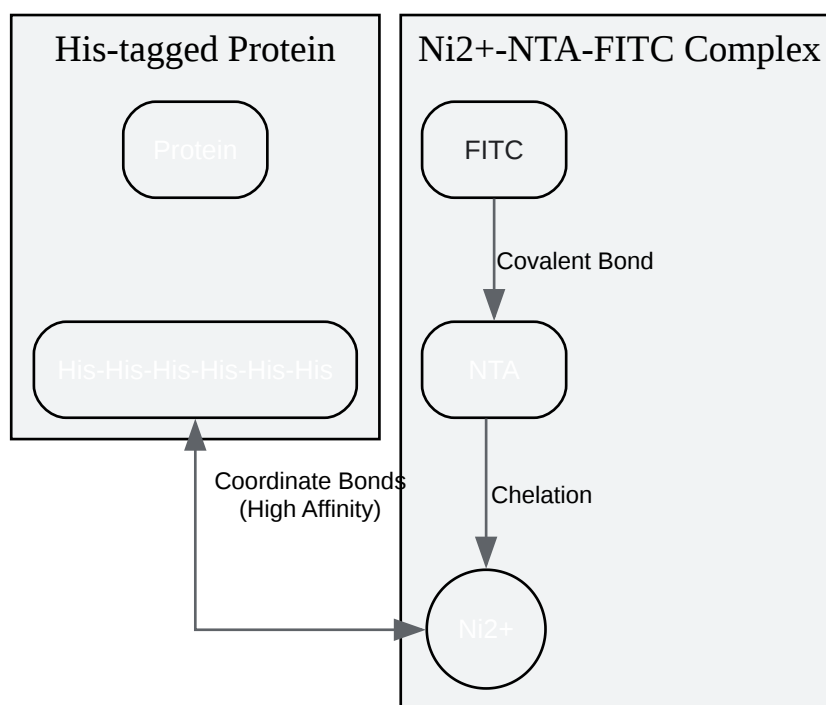 His-tagged Protein
Protein
His-His-His-His-His-His
Ni2+-NTA-FITC Complex
FITC
Covalent Bond
NTA
Coordinate Bonds
(High Affinity)
Chelation
Ni2+